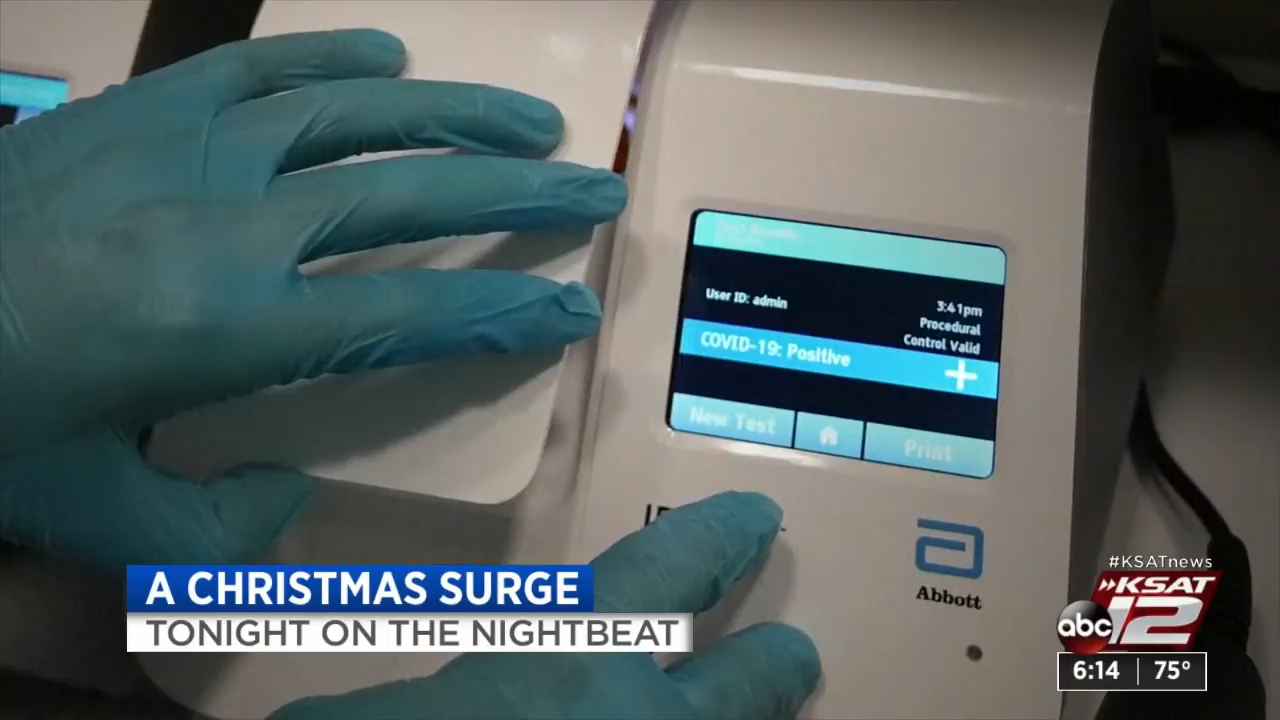 User ID: admin
3:41pm
Procedural
Control Valid
COVID-19: Positive
New Test
Print
Abbott
A CHRISTMAS SURGE
TONIGHT ON THE NIGHTBEAT
#KSATnews
KSAT
abc 12
6:14 75°